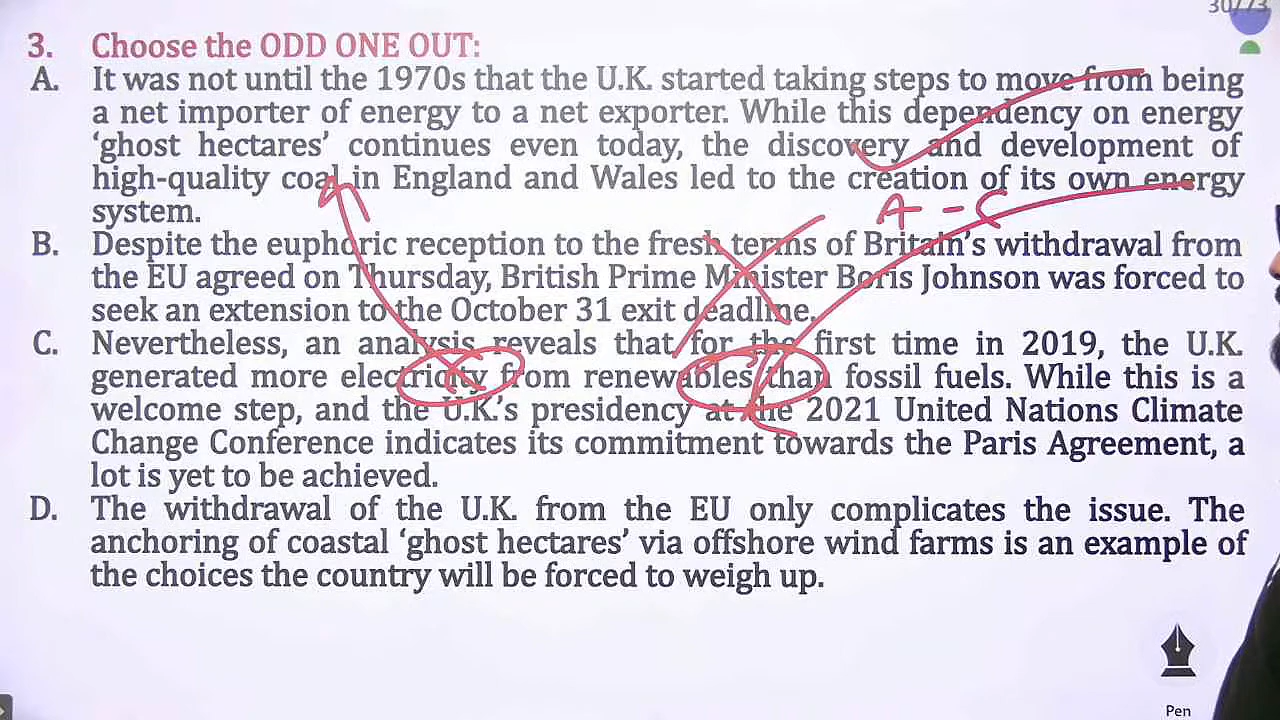 30/73
3. Choose the ODD ONE OUT:
A. It was not until the 1970s that the U.K. started taking steps to move from being
a net importer of energy to a net exporter. While this dependency on energy
‘ghost hectares’ continues even today, the discovery and development of
high-quality coal in England and Wales led to the creation of its own energy
system.
A - C
B. Despite the euphoric reception to the fresh terms of Britain’s withdrawal from
the EU agreed on Thursday, British Prime Minister Boris Johnson was forced to
seek an extension to the October 31 exit deadline.
C. Nevertheless, an analysis reveals that for the first time in 2019, the U.K.
generated more electricity from renewables than fossil fuels. While this is a
welcome step, and the U.K.’s presidency at the 2021 United Nations Climate
Change Conference indicates its commitment towards the Paris Agreement, a
lot is yet to be achieved.
D. The withdrawal of the U.K. from the EU only complicates the issue. The
anchoring of coastal ‘ghost hectares’ via offshore wind farms is an example of
the choices the country will be forced to weigh up.
Pen